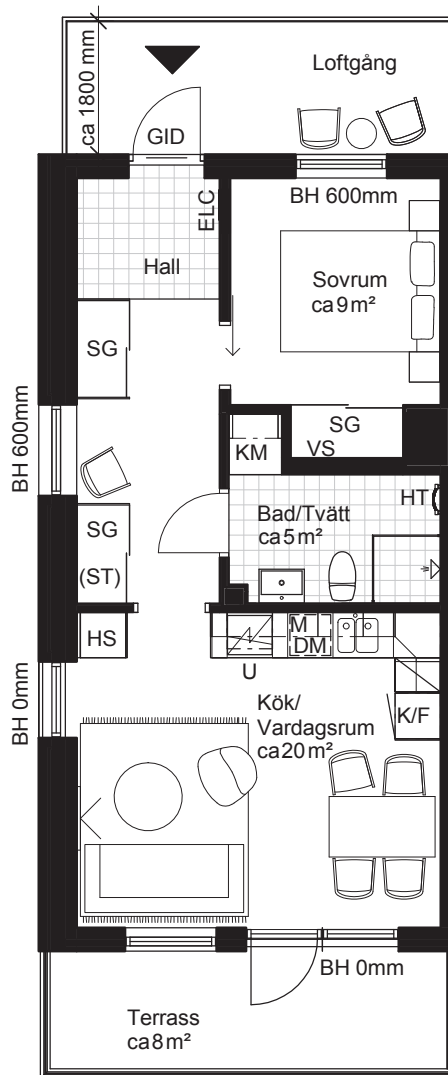 Loftgång
ca 1800 mm
GID
BH 600mm
ELC
Hall
Sovrum
ca 9 m²
SG
SG
VS
KM
BH 600mm
HT
Bad/Tvätt
ca 5 m²
SG
(ST)
HS
M
DM
U
K/F
BH 0mm
Kök/
Vardagsrum
ca 20 m²
BH 0mm
Terrass
ca 8 m²